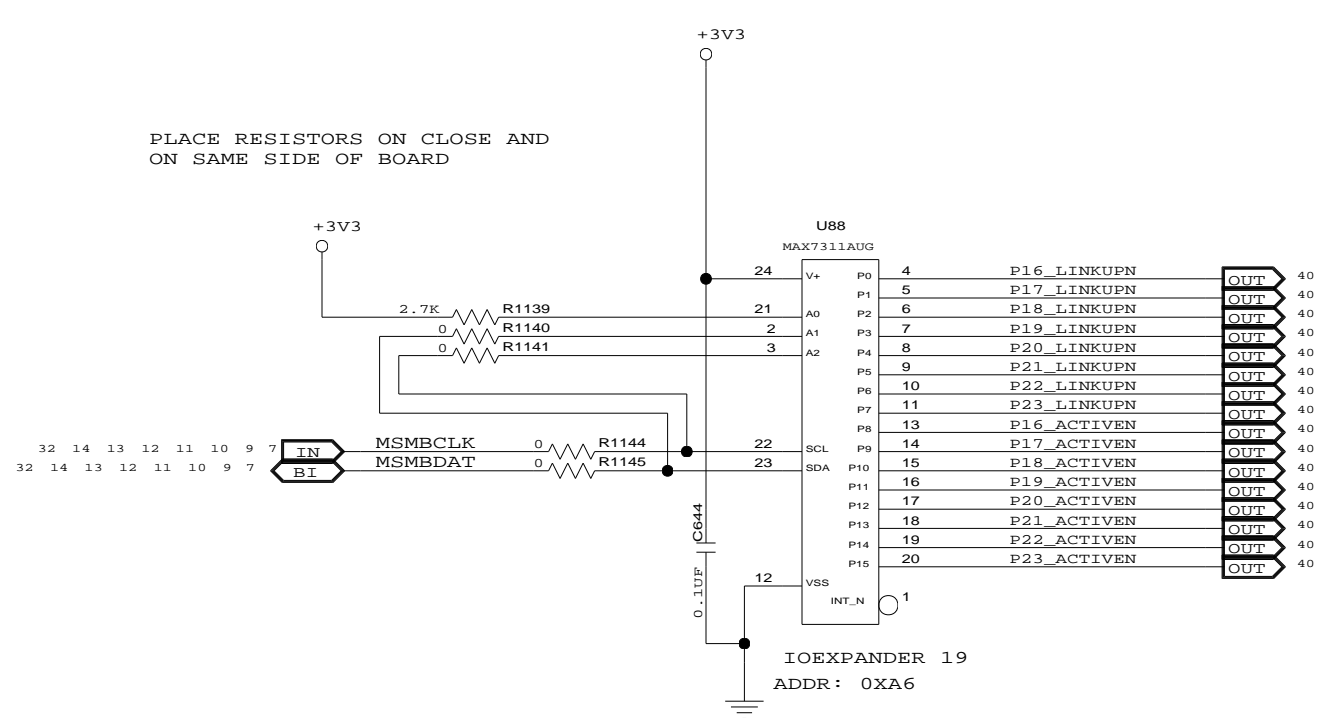 +3V3
PLACE RESISTORS ON CLOSE AND
ON SAME SIDE OF BOARD
+3V3
U88
MAX7311AUG
24 V+ P0 4 P16_LINKUPN OUT 40
P1 5 P17_LINKUPN OUT 40
2.7K R1139 21 A0 P2 6 P18_LINKUPN OUT 40
0 R1140 2 A1 P3 7 P19_LINKUPN OUT 40
0 R1141 3 A2 P4 8 P20_LINKUPN OUT 40
P5 9 P21_LINKUPN OUT 40
P6 10 P22_LINKUPN OUT 40
P7 11 P23_LINKUPN OUT 40
P8 13 P16_ACTIVEN OUT 40
32 14 13 12 11 10 9 7 IN MSMBCLK 0 R1144 22 SCL P9 14 P17_ACTIVEN OUT 40
32 14 13 12 11 10 9 7 BI MSMBDAT 0 R1145 23 SDA P10 15 P18_ACTIVEN OUT 40
P11 16 P19_ACTIVEN OUT 40
P12 17 P20_ACTIVEN OUT 40
C644 P13 18 P21_ACTIVEN OUT 40
P14 19 P22_ACTIVEN OUT 40
P15 20 P23_ACTIVEN OUT 40
0.1UF 12 VSS
INT_N 1
IOEXPANDER 19
ADDR: 0XA6